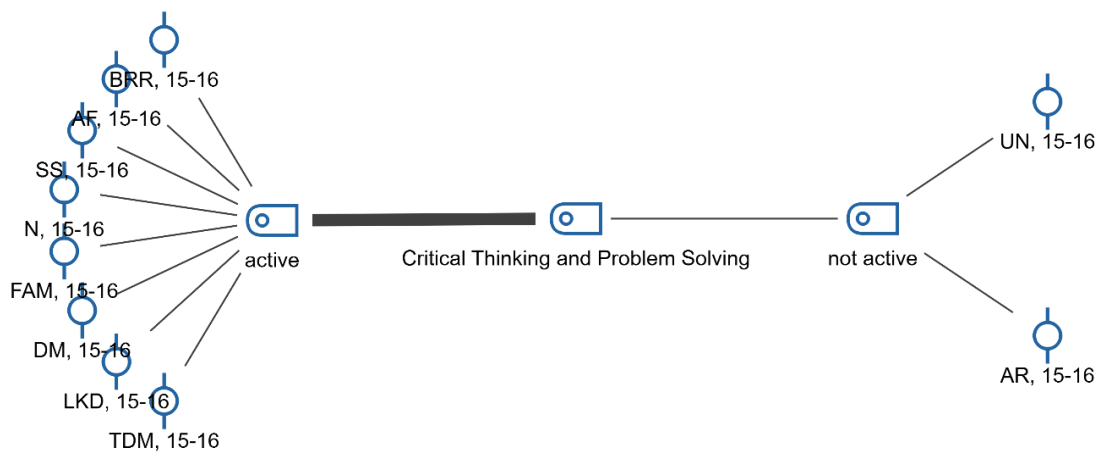 BRR, 15-16
AF, 15-16
SS, 15-16
N, 15-16
FAM, 15-16
DM, 15-16
LKD, 15-16
TDM, 15-16
active
Critical Thinking and Problem Solving
not active
UN, 15-16
AR, 15-16